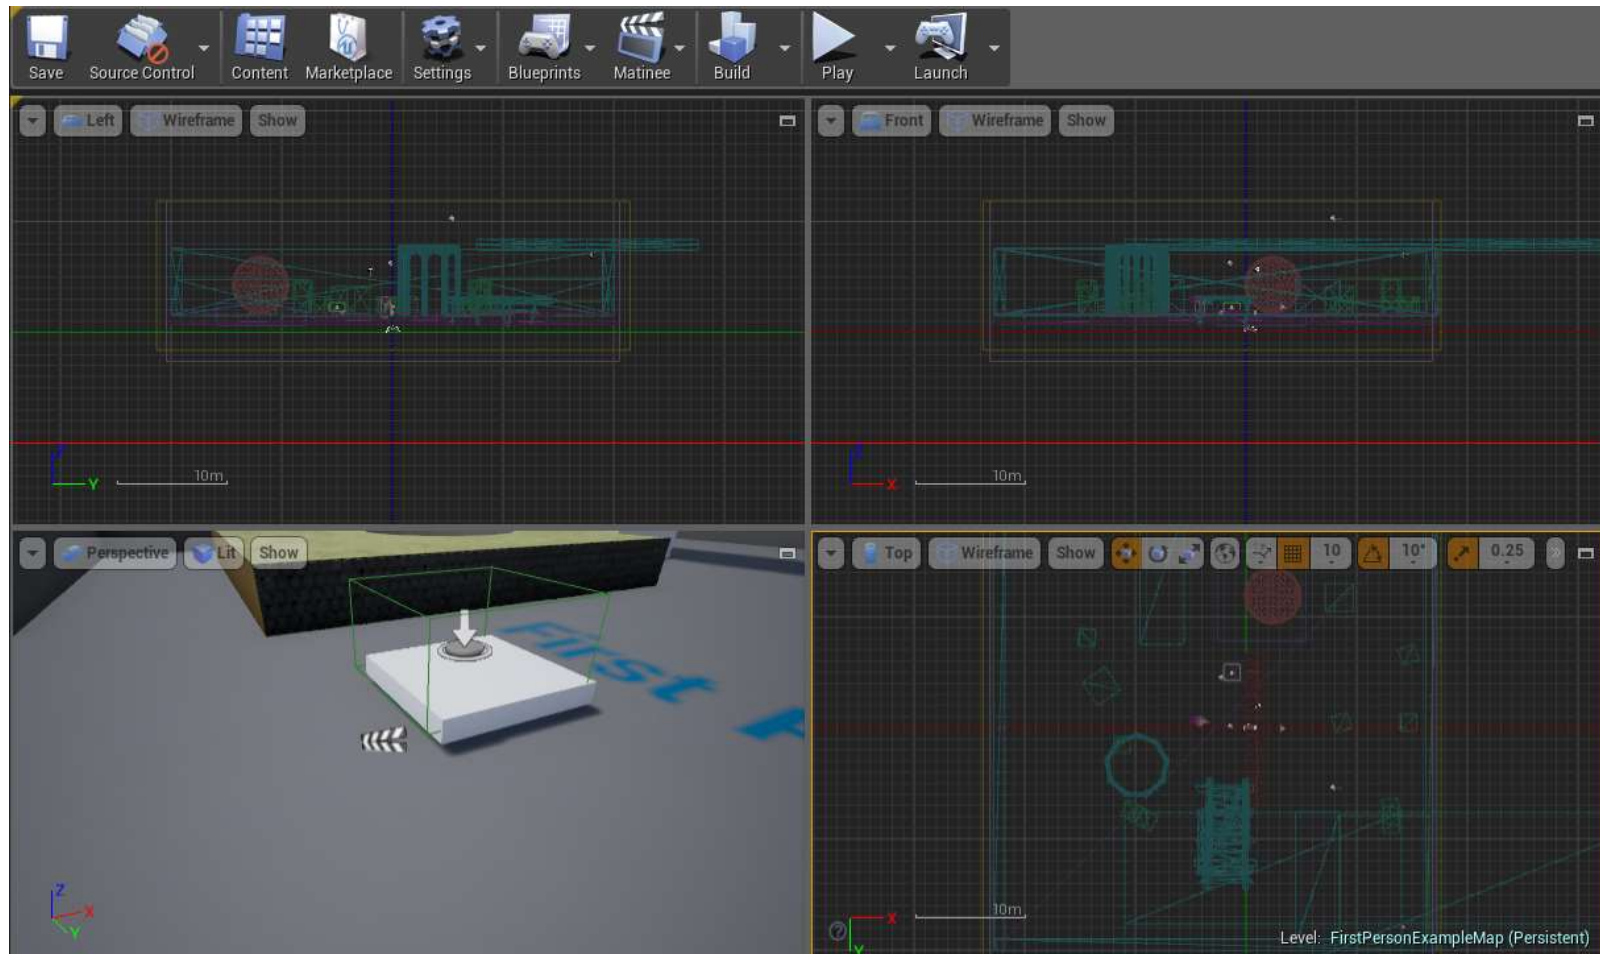 Save Source Control Content Marketplace Settings Blueprints Matinee Build Play Launch
Left Wireframe Show
Front Wireframe Show
Z
Y 10m
X 10m
Perspective Lit Show
Top Wireframe Show 10 10° 0.25
First A
Z
X
Y
10m
X
Y
Level: FirstPersonExampleMap (Persistent)